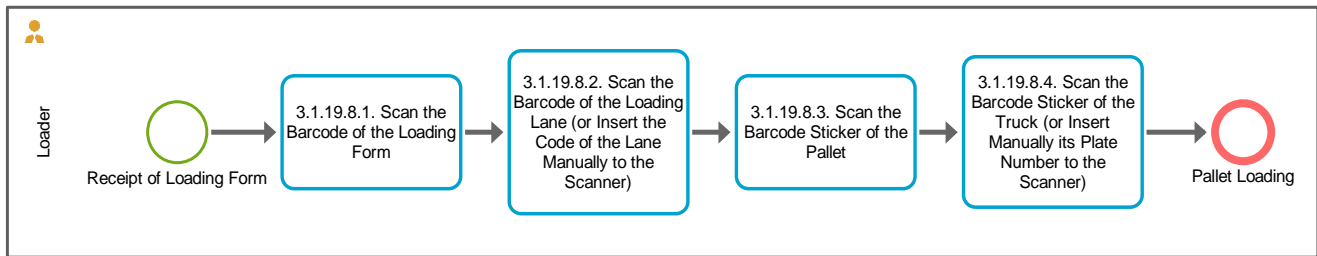 Loader
Receipt of Loading Form
3.1.19.8.1. Scan the
Barcode of the Loading
Form
3.1.19.8.2. Scan the
Barcode of the Loading
Lane (or Insert the
Code of the Lane
Manually to the
Scanner)
3.1.19.8.3. Scan the
Barcode Sticker of the
Pallet
3.1.19.8.4. Scan the
Barcode Sticker of the
Truck (or Insert
Manually its Plate
Number to the
Scanner)
Pallet Loading